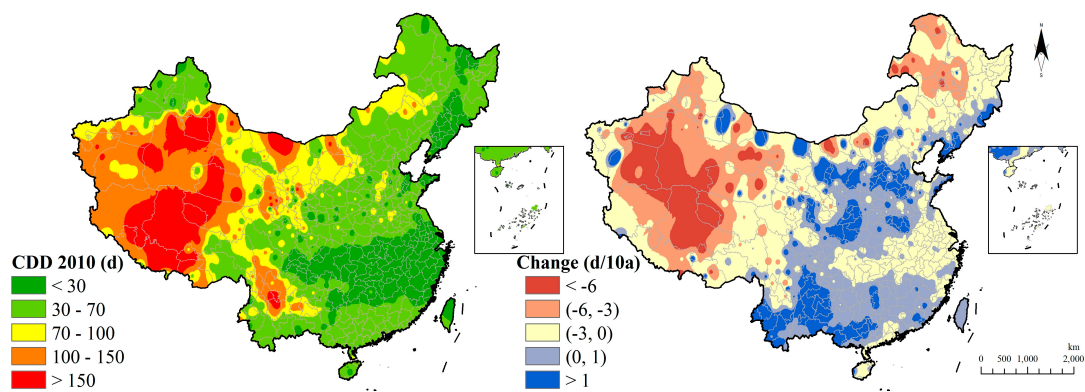 CDD 2010 (d)
< 30
30 - 70
70 - 100
100 - 150
> 150
Change (d/10a)
< -6
(-6, -3)
(-3, 0)
(0, 1)
> 1
N
S
km
0 500 1,000 2,000